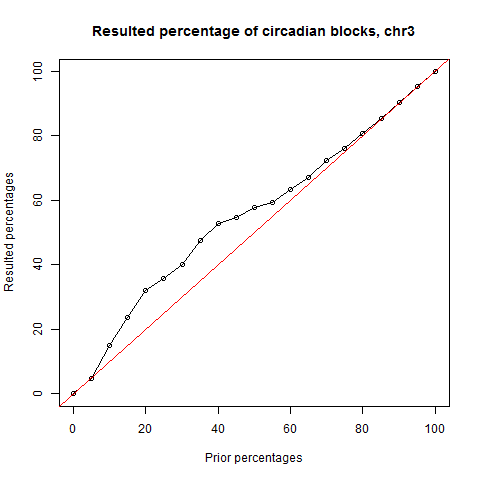 Resulted percentage of circadian blocks, chr3
Resulted percentages
100
80
60
40
20
0
0 20 40 60 80 100
Prior percentages